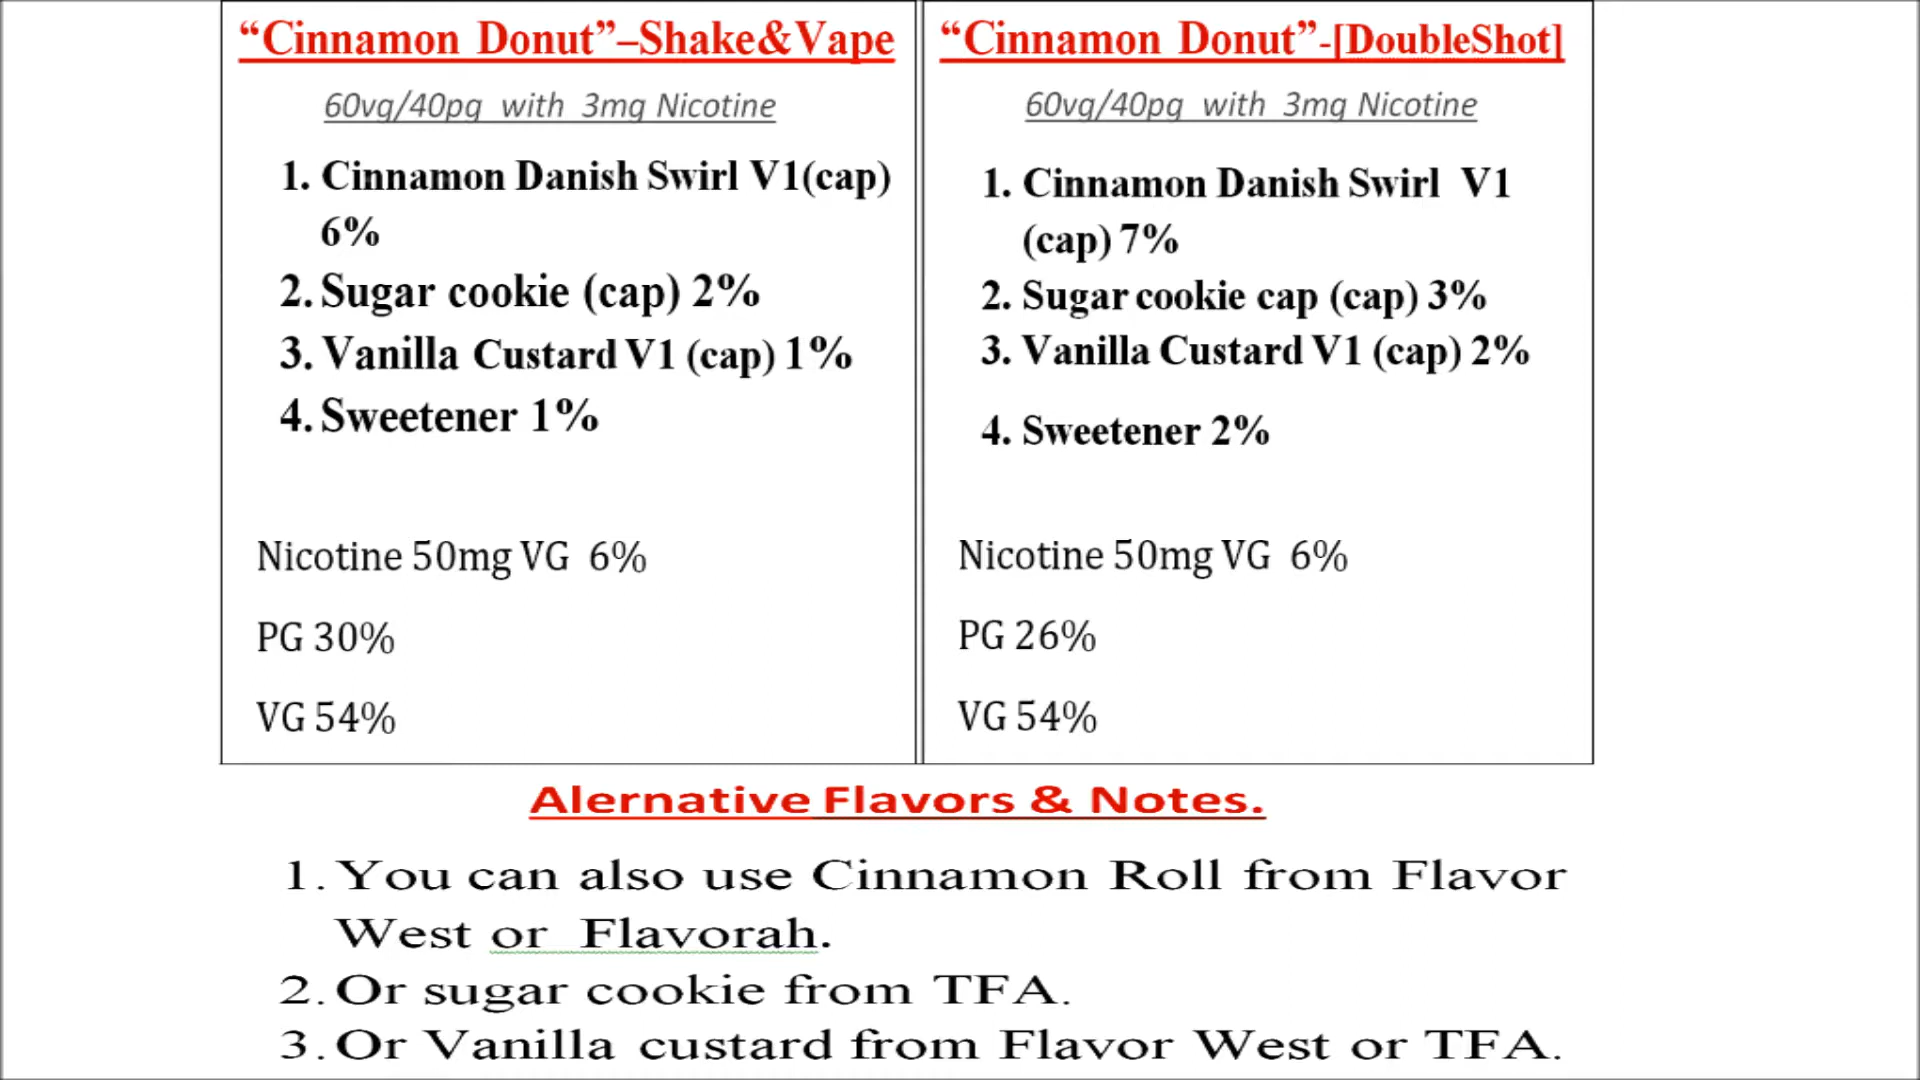 “Cinnamon Donut”–Shake&Vape
60vg/40pg with 3mg Nicotine
1. Cinnamon Danish Swirl V1(cap)
6%
2. Sugar cookie (cap) 2%
3. Vanilla Custard V1 (cap) 1%
4. Sweetener 1%
Nicotine 50mg VG 6%
PG 30%
VG 54%
“Cinnamon Donut”-[DoubleShot]
60vg/40pg with 3mg Nicotine
1. Cinnamon Danish Swirl V1
(cap) 7%
2. Sugar cookie cap (cap) 3%
3. Vanilla Custard V1 (cap) 2%
4. Sweetener 2%
Nicotine 50mg VG 6%
PG 26%
VG 54%
Alernative Flavors & Notes.
1. You can also use Cinnamon Roll from Flavor
West or Flavorah.
2. Or sugar cookie from TFA.
3. Or Vanilla custard from Flavor West or TFA.